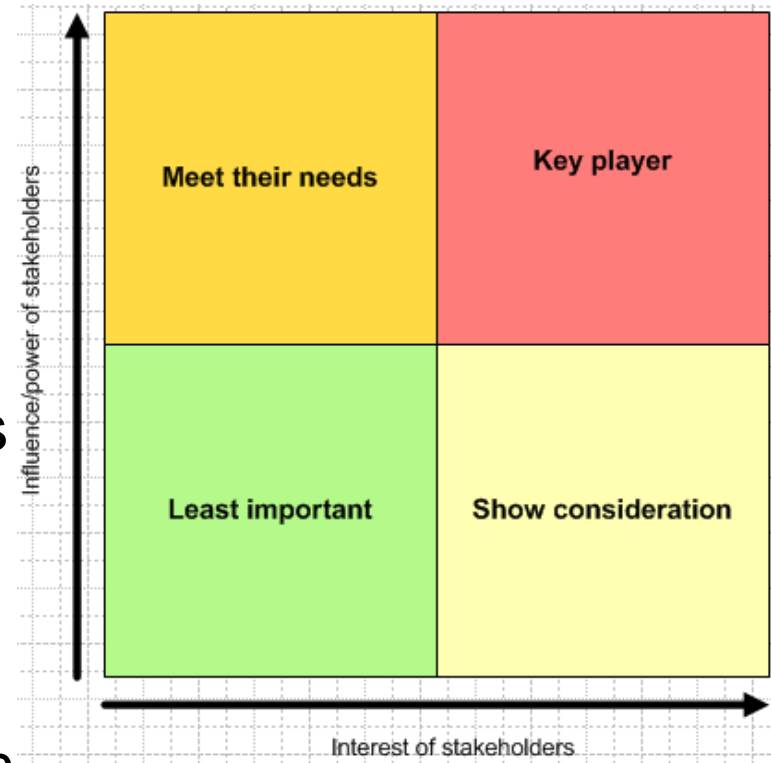 Meet their needs
Key player
Influence/power of stakeholders
s
Least important
Show consideration
Interest of stakeholders